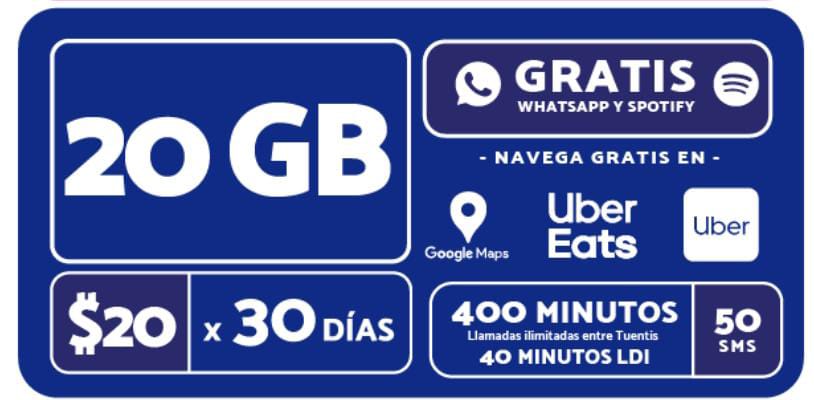 20 GB
$20
x 30 DÍAS
GRATIS
WHATSAPP Y SPOTIFY
- NAVEGA GRATIS EN -
Google Maps
Uber
Eats
Uber
400 MINUTOS
Llamadas ilimitadas entre Tuentis
40 MINUTOS LDI
50
SMS